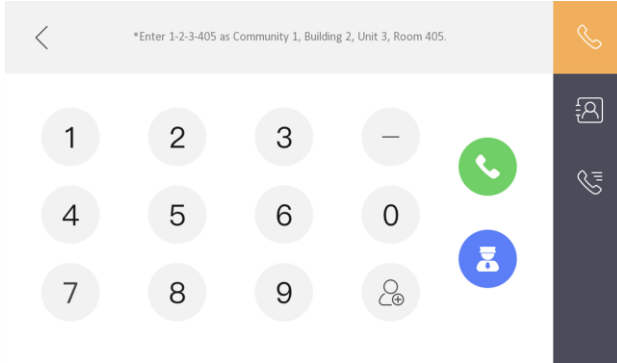 *Enter 1-2-3-405 as Community 1, Building 2, Unit 3, Room 405.
1 2 3 —
4 5 6 0
7 8 9